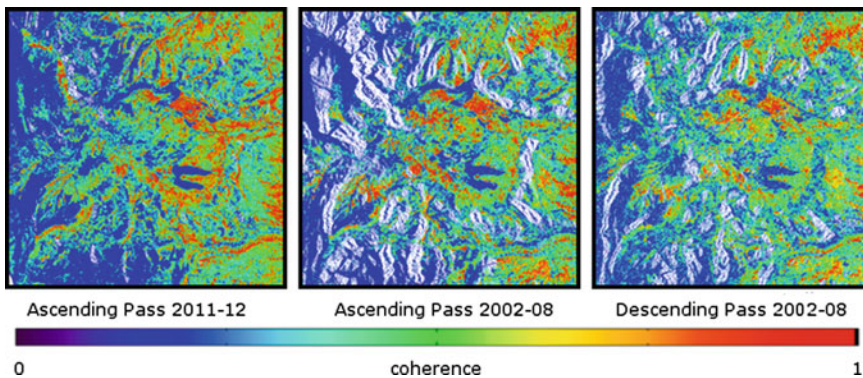 Ascending Pass 2011-12
Ascending Pass 2002-08
Descending Pass 2002-08
0 coherence 1